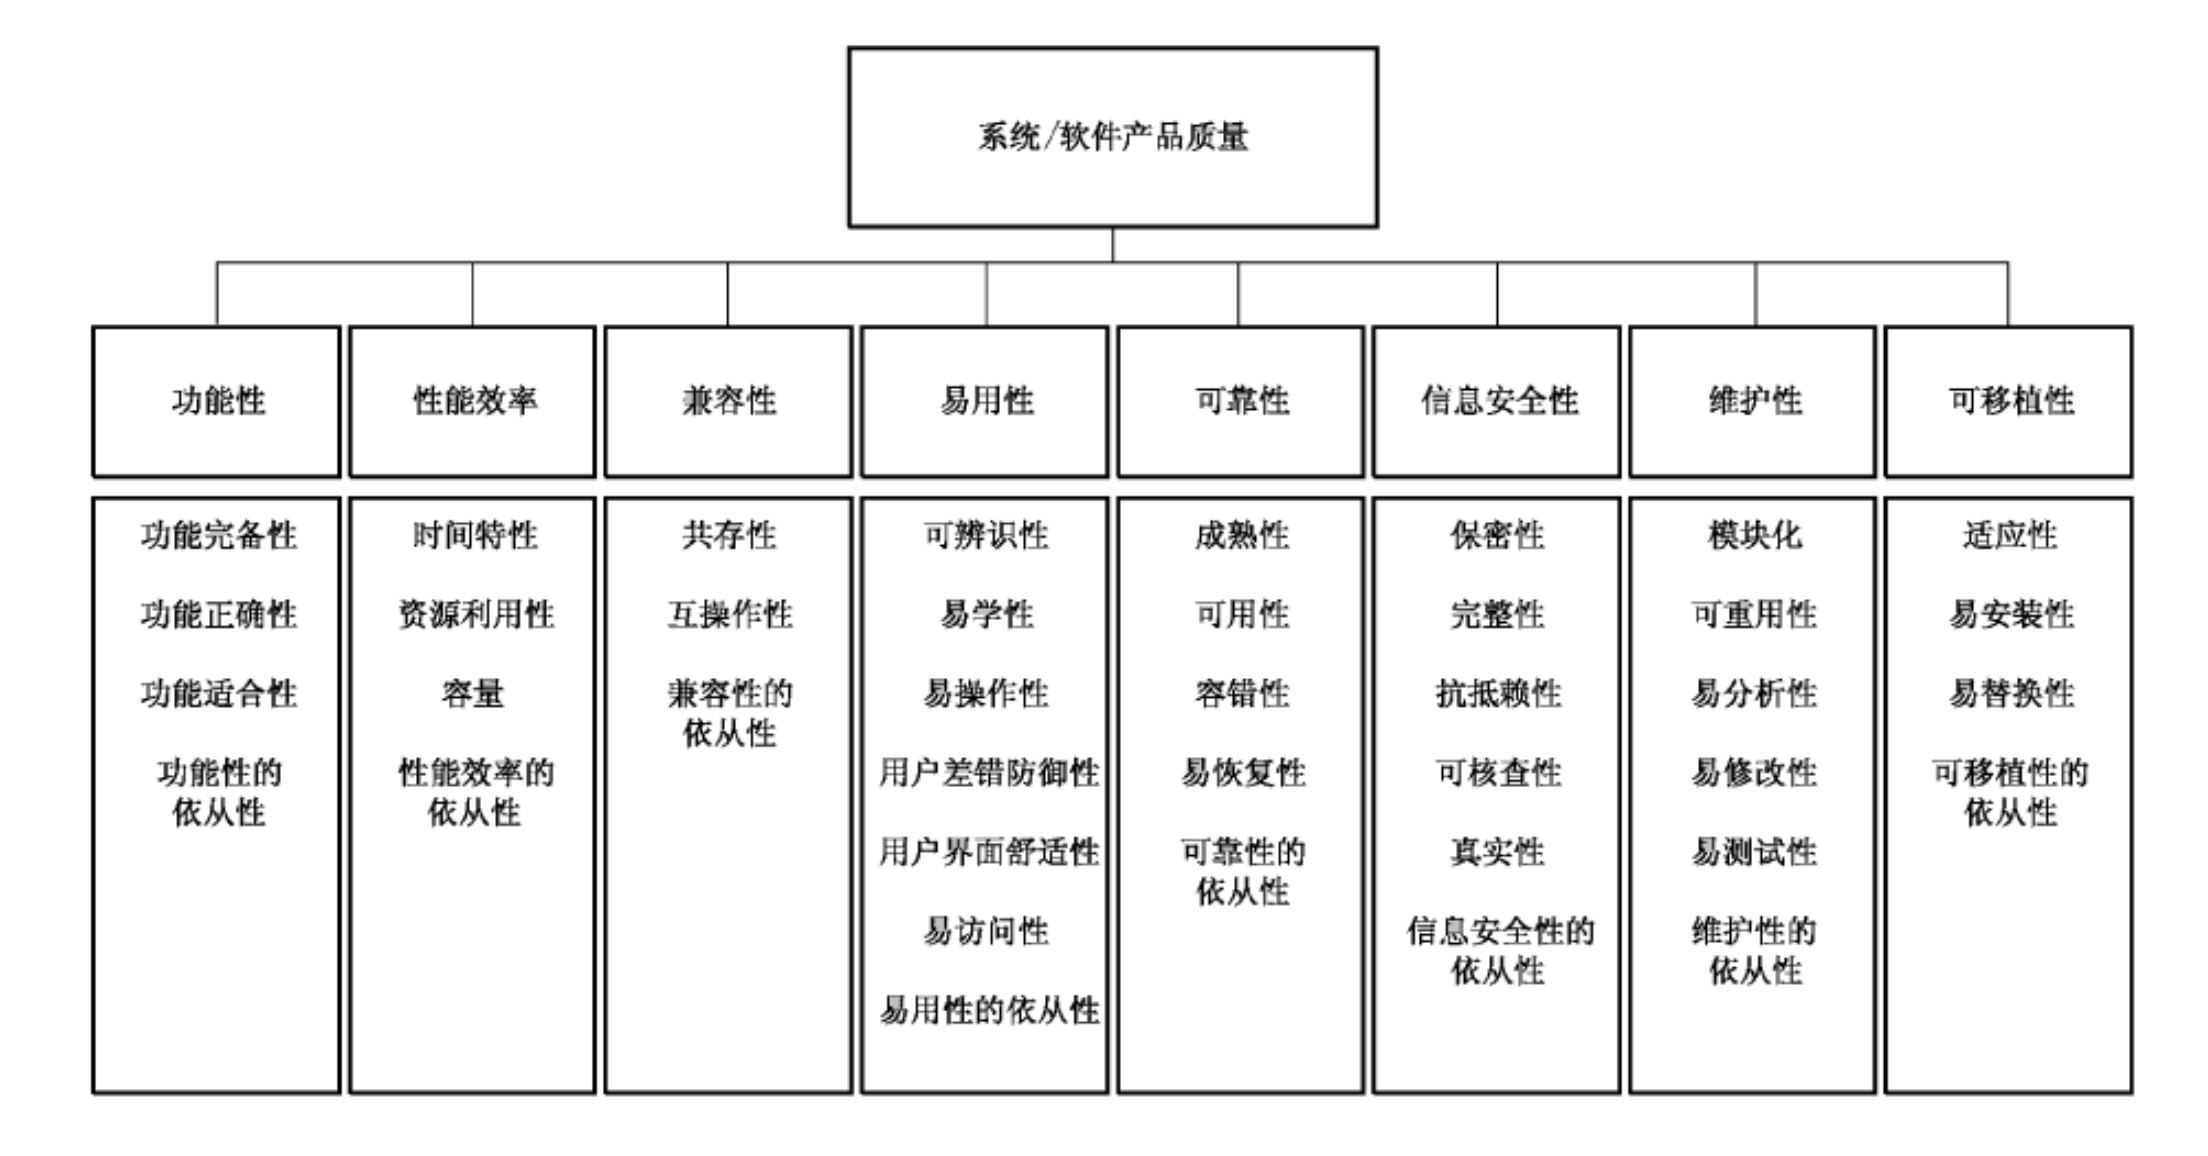 系统/软件产品质量
功能性
性能效率
兼容性
易用性
可靠性
信息安全性
维护性
可移植性
功能完备性
功能正确性
功能适合性
功能性的
依从性
时间特性
资源利用性
容量
性能效率的
依从性
共存性
互操作性
兼容性的
依从性
可辨识性
易学性
易操作性
用户差错防御性
用户界面舒适性
易访问性
易用性的依从性
成熟性
可用性
容错性
易恢复性
可靠性的
依从性
保密性
完整性
抗抵赖性
可核查性
真实性
信息安全性的
依从性
模块化
可重用性
易分析性
易修改性
易测试性
维护性的
依从性
适应性
易安装性
易替换性
可移植性的
依从性